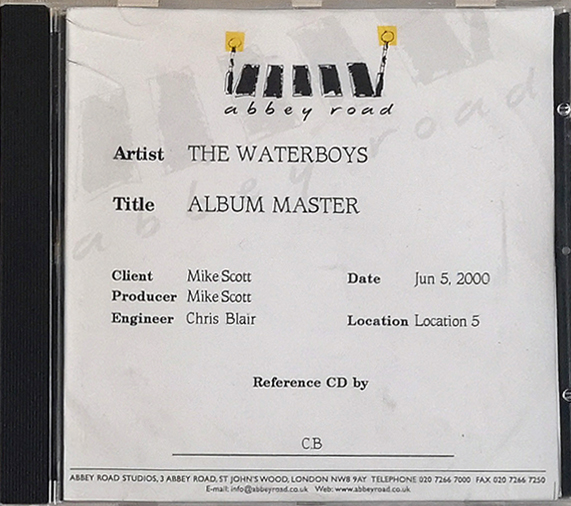 abbey road
Artist THE WATERBOYS
Title ALBUM MASTER
Client Mike Scott Date Jun 5, 2000
Producer Mike Scott
Engineer Chris Blair Location Location 5
Reference CD by
C.B
ABBEY ROAD STUDIOS, 3 ABBEY ROAD, ST JOHN'S WOOD, LONDON NW8 9AY TELEPHONE 020 7266 7000 FAX 020 7266 7250
E-mail: info@abbeyroad.co.uk Web: www.abbeyroad.co.uk
abbey road